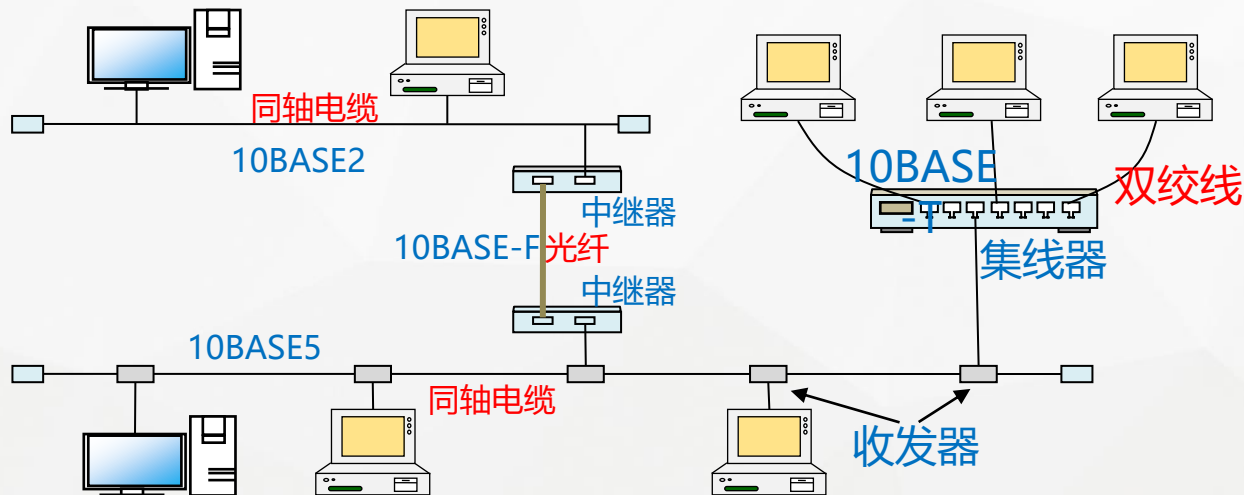 同轴电缆
10BASE2
10BASE
-T
双绞线
集线器
中继器
10BASE-F光纤
中继器
10BASE5
同轴电缆
收发器